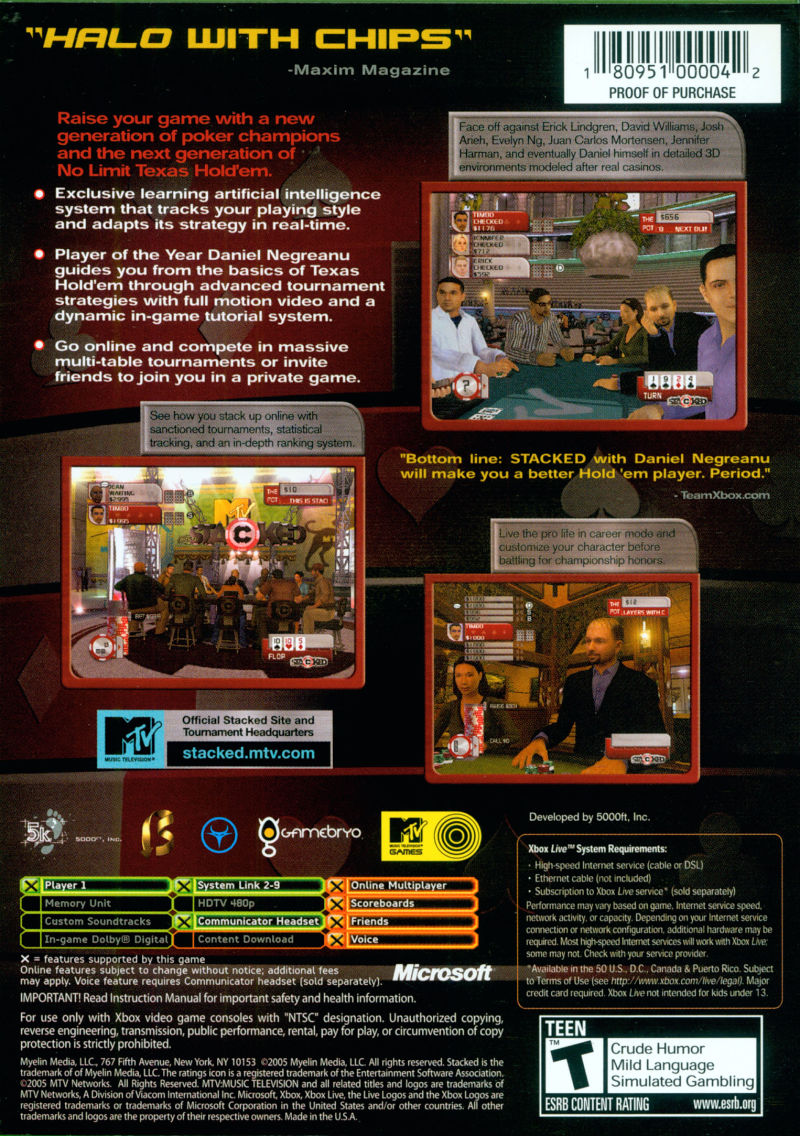 "HALO WITH CHIPS"
-Maxim Magazine
1 80951 00004 2
PROOF OF PURCHASE
Raise your game with a new
generation of poker champions
and the next generation of
No Limit Texas Hold'em.
Exclusive learning artificial intelligence
system that tracks your playing style
and adapts its strategy in real-time.
Player of the Year Daniel Negreanu
guides you from the basics of Texas
Hold'em through advanced tournament
strategies with full motion video and a
dynamic in-game tutorial system.
Go online and compete in massive
multi-table tournaments or invite
friends to join you in a private game.
Face off against Erick Lindgren, David Williams, Josh
Arieh, Evelyn Ng, Juan Carlos Mortensen, Jennifer
Harman, and eventually Daniel himself in detailed 3D
environments modeled after real casinos.
TIMBO
CHECKED
$1176
JENNIFER
CHECKED
$717
ERICK
CHECKED
$592
THE POT
$656
NEXT OUT
?
TURN
STACKED
See how you stack up online with
sanctioned tournaments, statistical
tracking, and an in-depth ranking system.
JEAN
WAITING
$2995
TIMBO
$1995
THE POT
$10
THIS IS STAC
MTV
STACKED
10 10 5
FLOP
STACKED
"Bottom line: STACKED with Daniel Negreanu
will make you a better Hold 'em player. Period."
- TeamXbox.com
Live the pro life in career mode and
customize your character before
battling for championship honors.
TIMBO
$1000
THE POT
$12
LAYERS WITH C
STACKED
MTV
MUSIC TELEVISION®
Official Stacked Site and
Tournament Headquarters
stacked.mtv.com
5k'
5000ft, INC.
GAMEBRYO
MTV
MUSIC TELEVISION®
GAMES
Developed by 5000ft, Inc.
Player 1
System Link 2-9
Online Multiplayer
Memory Unit
HDTV 480p
Scoreboards
Custom Soundtracks
Communicator Headset
Friends
In-game Dolby® Digital
Content Download
Voice
X = features supported by this game
Online features subject to change without notice; additional fees
may apply. Voice feature requires Communicator headset (sold separately).
Microsoft
IMPORTANT! Read Instruction Manual for important safety and health information.
For use only with Xbox video game consoles with "NTSC" designation. Unauthorized copying,
reverse engineering, transmission, public performance, rental, pay for play, or circumvention of copy
protection is strictly prohibited.
Myelin Media, LLC., 767 Fifth Avenue, New York, NY 10153 ©2005 Myelin Media, LLC. All rights reserved. Stacked is the
trademark of of Myelin Media, LLC. The ratings icon is a registered trademark of the Entertainment Software Association.
©2005 MTV Networks. All Rights Reserved. MTV:MUSIC TELEVISION and all related titles and logos are trademarks of
MTV Networks, A Division of Viacom International Inc. Microsoft, Xbox, Xbox Live, the Live Logos and the Xbox Logos are
registered trademarks or trademarks of Microsoft Corporation in the United States and/or other countries. All other
trademarks and logos are the property of their respective owners. Made in the U.S.A.
Xbox Live™ System Requirements:
· High-speed Internet service (cable or DSL)
· Ethernet cable (not included)
· Subscription to Xbox Live service* (sold separately)
Performance may vary based on game, Internet service speed,
network activity, or capacity. Depending on your Internet service
connection or network configuration, additional hardware may be
required. Most high-speed Internet services will work with Xbox Live;
some may not. Check with your service provider.
*Available in the 50 U.S., D.C., Canada & Puerto Rico. Subject
to Terms of Use (see http://www.xbox.com/live/legal). Major
credit card required. Xbox Live not intended for kids under 13.
TEEN
T™
Crude Humor
Mild Language
Simulated Gambling
ESRB CONTENT RATING www.esrb.org